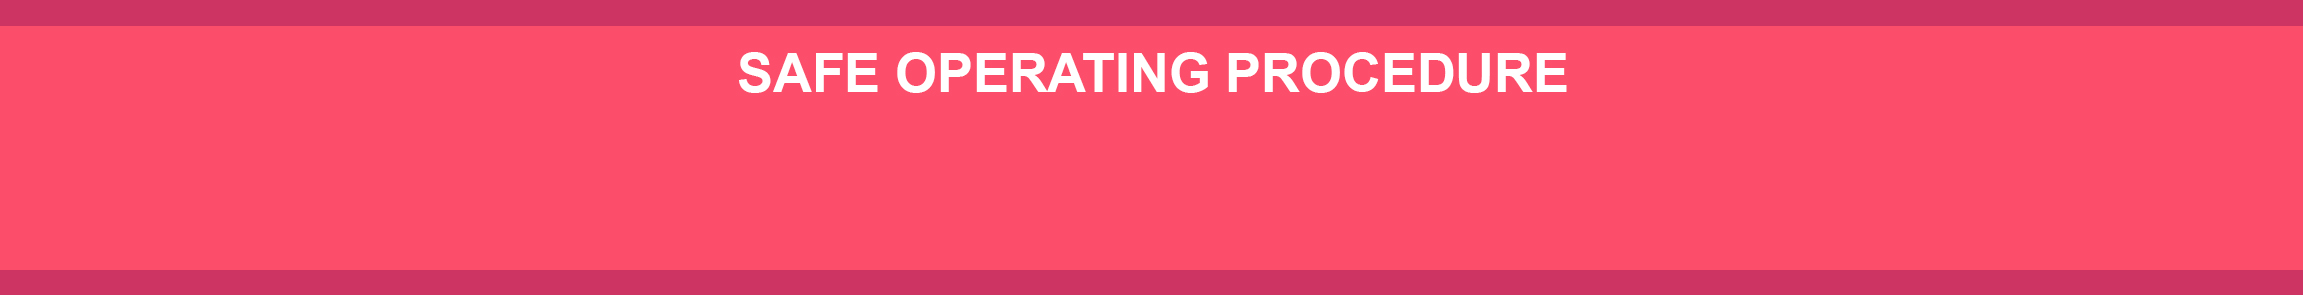 SAFE OPERATING PROCEDURE